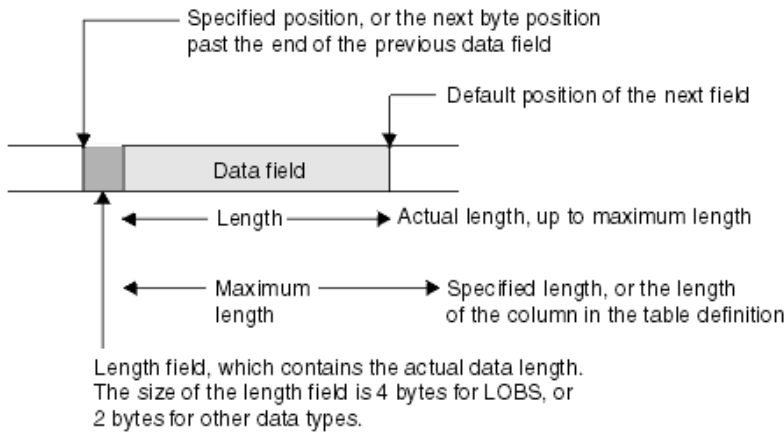 Specified position, or the next byte position
past the end of the previous data field
Default position of the next field
Data field
Length
Actual length, up to maximum length
Maximum
length
Specified length, or the length
of the column in the table definition
Length field, which contains the actual data length.
The size of the length field is 4 bytes for LOBS, or
2 bytes for other data types.